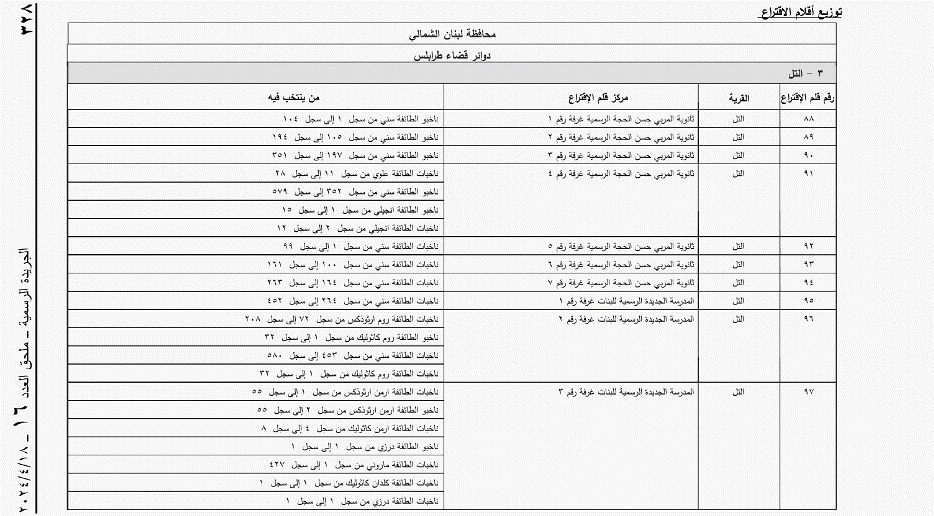 توزيع أقلام الاقتراع
٣٢٨
محافظة لبنان الشمالي
دوائر قضاء طرابلس
٣ - التل
رقم قلم الإقتراع القرية مركز قلم الإقتراع من ينتخب فيه
٨٨ التل ثانوية المربي حسن الحجة الرسمية غرفة رقم ١ ناخبو الطائفة سني من سجل ١ إلى سجل ١٠٤
٨٩ التل ثانوية المربي حسن الحجة الرسمية غرفة رقم ٢ ناخبو الطائفة سني من سجل ١٠٥ إلى سجل ١٩٤
٩٠ التل ثانوية المربي حسن الحجة الرسمية غرفة رقم ٣ ناخبو الطائفة سني من سجل ١٩٧ إلى سجل ٣٥١
٩١ التل ثانوية المربي حسن الحجة الرسمية غرفة رقم ٤ ناخبات الطائفة علوي من سجل ١١ إلى سجل ٢٨
ناخبو الطائفة سني من سجل ٣٥٢ إلى سجل ٥٧٩
ناخبو الطائفة انجيلي من سجل ١ إلى سجل ١٥
ناخبات الطائفة انجيلي من سجل ٢ إلى سجل ١٢
٩٢ التل ثانوية المربي حسن الحجة الرسمية غرفة رقم ٥ ناخبات الطائفة سني من سجل ١ إلى سجل ٩٩
٩٣ التل ثانوية المربي حسن الحجة الرسمية غرفة رقم ٦ ناخبات الطائفة سني من سجل ١٠٠ إلى سجل ١٦١
٩٤ التل ثانوية المربي حسن الحجة الرسمية غرفة رقم ٧ ناخبات الطائفة سني من سجل ١٦٤ إلى سجل ٢٦٣
٩٥ التل المدرسة الجديدة الرسمية للبنات غرفة رقم ١ ناخبات الطائفة سني من سجل ٢٦٤ إلى سجل ٤٥٢
٩٦ التل المدرسة الجديدة الرسمية للبنات غرفة رقم ٢ ناخبات الطائفة روم ارثوذكس من سجل ٧٢ إلى سجل ٢٠٨
ناخبو الطائفة روم كاثوليك من سجل ١ إلى سجل ٣٢
ناخبات الطائفة سني من سجل ٤٥٣ إلى سجل ٥٨٠
ناخبات الطائفة روم كاثوليك من سجل ١ إلى سجل ٣٢
٩٧ التل المدرسة الجديدة الرسمية للبنات غرفة رقم ٣ ناخبات الطائفة ارمن ارثوذكس من سجل ١ إلى سجل ٥٥
ناخبو الطائفة ارمن ارثوذكس من سجل ٢ إلى سجل ٥٥
ناخبات الطائفة ارمن كاثوليك من سجل ٤ إلى سجل ٨
ناخبو الطائفة درزي من سجل ١ إلى سجل ١
ناخبات الطائفة ماروني من سجل ١ إلى سجل ٤٢٧
ناخبات الطائفة كلدان كاثوليك من سجل ١ إلى سجل ١
ناخبات الطائفة درزي من سجل ١ إلى سجل ١
الجريدة الرسمية – ملحق العدد ١٦ – ٢٠٢٤/٤/١٨